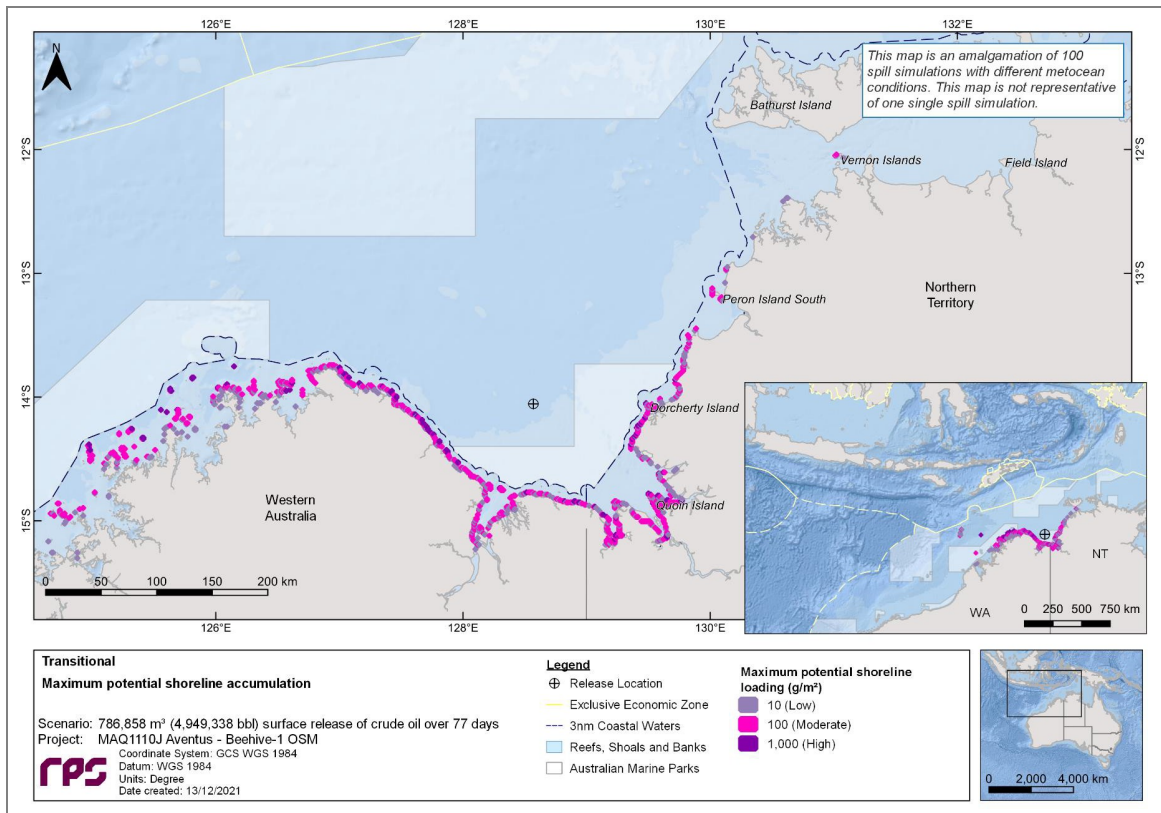 126°E
128°E
130°E
132°E
N
This map is an amalgamation of 100
spill simulations with different metocean
conditions. This map is not representative
of one single spill simulation.
Bathurst Island
12°S
12°S
Vernon Islands
Field Island
13°S
13°S
Northern
Territory
Peron Island South
14°S
Dorcherty Island
Western
Australia
Quoin Island
15°S
0 50 100 150 200 km
126°E
128°E
130°E
NT
WA
0 250 500 750 km
Transitional
Maximum potential shoreline accumulation
Scenario: 786,858 m³ (4,949,338 bbl) surface release of crude oil over 77 days
Project: MAQ1110J Aventus - Beehive-1 OSM
rps
Coordinate System: GCS WGS 1984
Datum: WGS 1984
Units: Degree
Date created: 13/12/2021
Legend
Release Location
Exclusive Economic Zone
3nm Coastal Waters
Reefs, Shoals and Banks
Australian Marine Parks
Maximum potential shoreline
loading (g/m²)
10 (Low)
100 (Moderate)
1,000 (High)
0 2,000 4,000 km